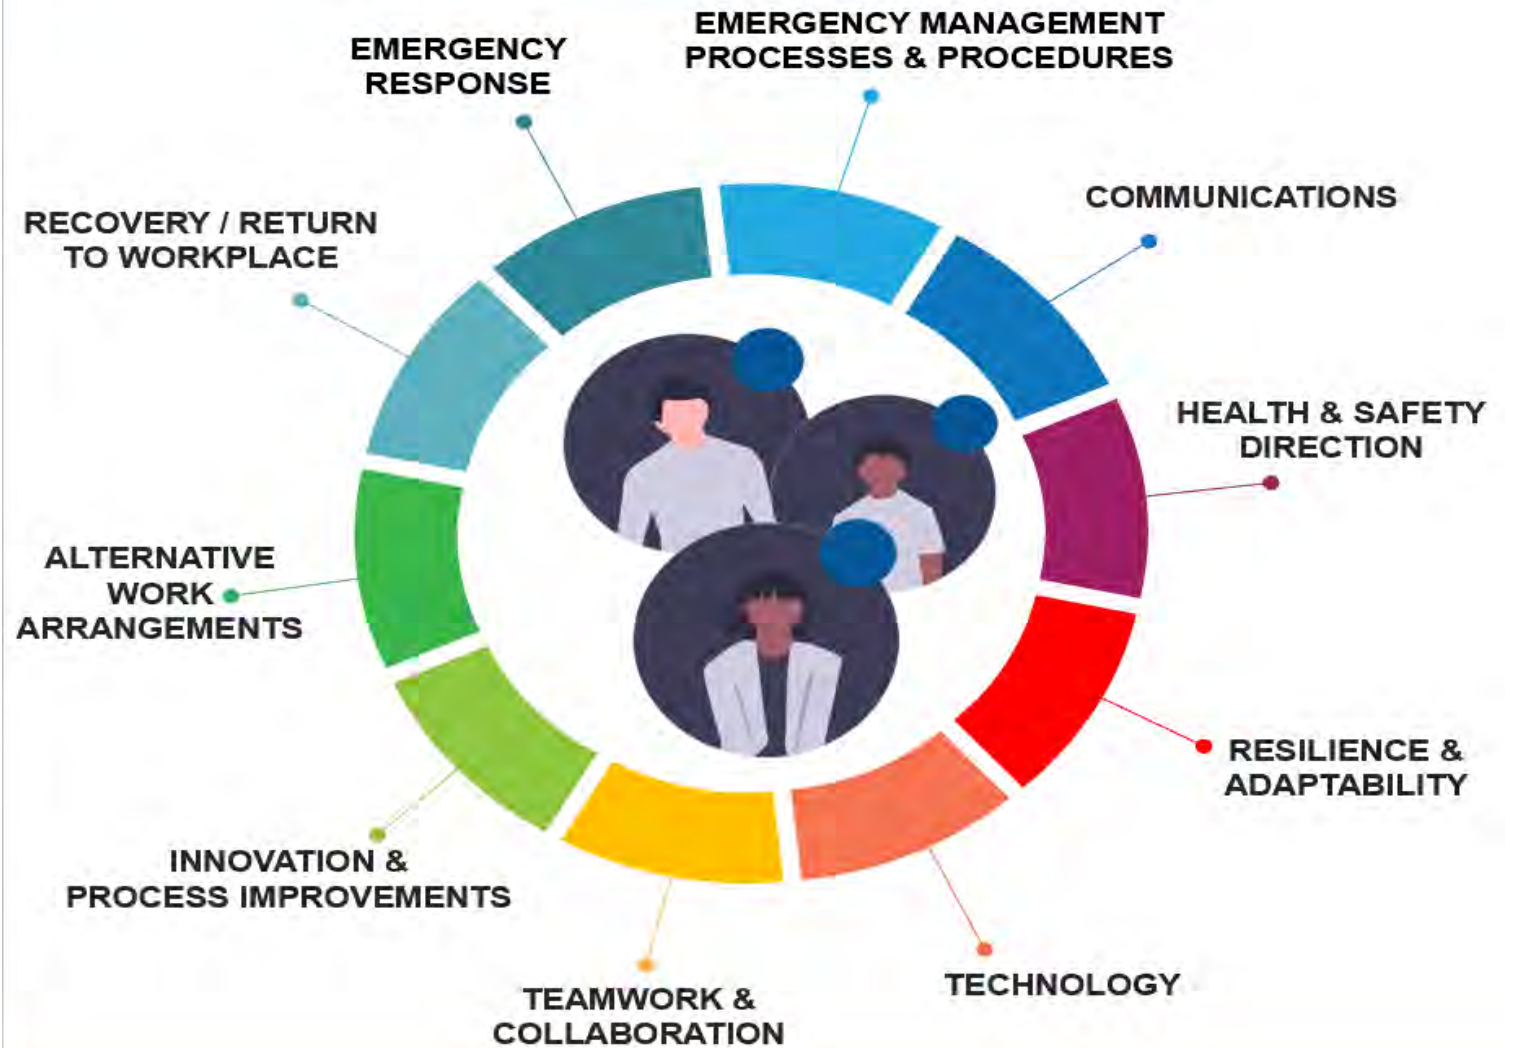 EMERGENCY MANAGEMENT
PROCESSES & PROCEDURES
COMMUNICATIONS
HEALTH & SAFETY
DIRECTION
RESILIENCE &
ADAPTABILITY
TECHNOLOGY
TEAMWORK &
COLLABORATION
INNOVATION &
PROCESS IMPROVEMENTS
ALTERNATIVE
WORK
ARRANGEMENTS
RECOVERY / RETURN
TO WORKPLACE
EMERGENCY
RESPONSE